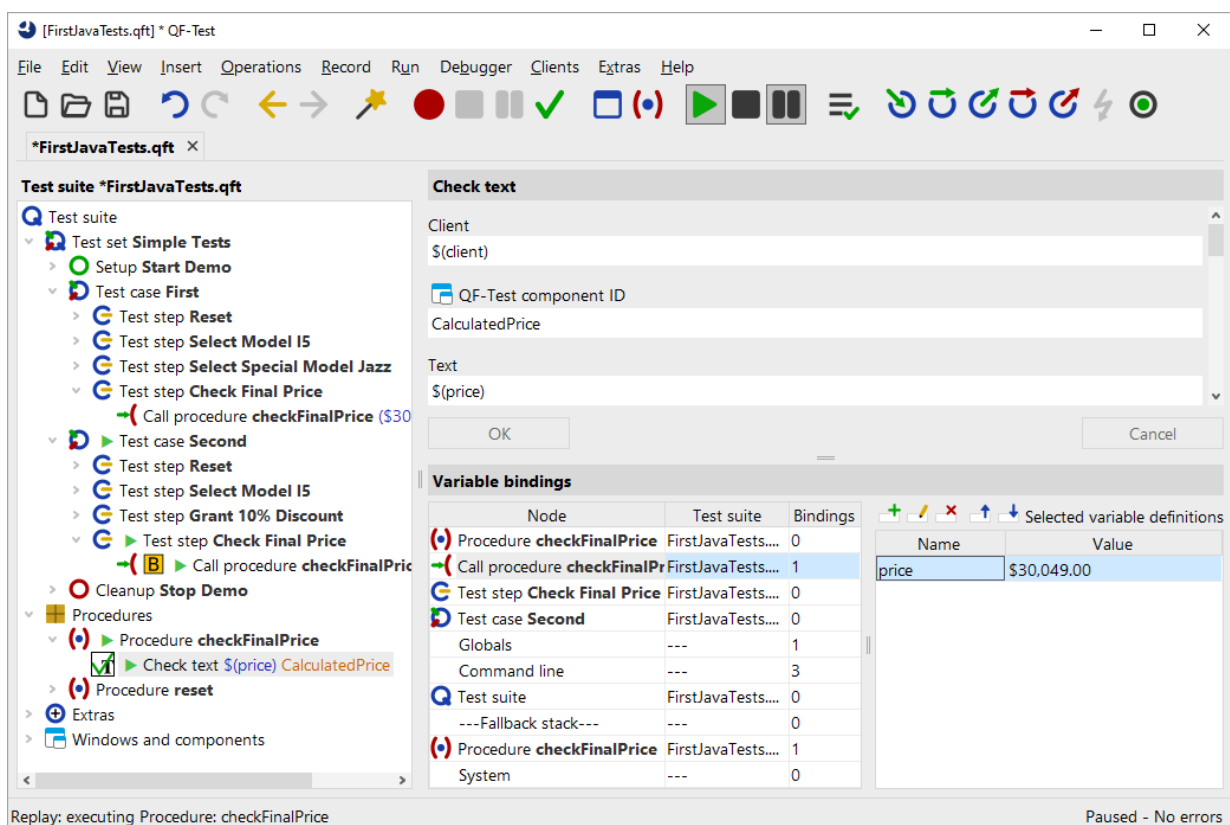 [FirstJavaTests.qft] * QF-Test
File Edit View Insert Operations Record Run Debugger Clients Extras Help
*FirstJavaTests.qft
Test suite *FirstJavaTests.qft
Test suite
Test set Simple Tests
Setup Start Demo
Test case First
Test step Reset
Test step Select Model I5
Test step Select Special Model Jazz
Test step Check Final Price
Call procedure checkFinalPrice ($30
Test case Second
Test step Reset
Test step Select Model I5
Test step Grant 10% Discount
Test step Check Final Price
B Call procedure checkFinalPric
Cleanup Stop Demo
Procedures
Procedure checkFinalPrice
Check text $(price) CalculatedPrice
Procedure reset
Extras
Windows and components
Check text
Client
$(client)
QF-Test component ID
CalculatedPrice
Text
$(price)
OK Cancel
Variable bindings
Node Test suite Bindings
Procedure checkFinalPrice FirstJavaTests.... 0
Call procedure checkFinalPr FirstJavaTests.... 1
Test step Check Final Price FirstJavaTests.... 0
Test case Second FirstJavaTests.... 0
Globals --- 1
Command line --- 3
Test suite FirstJavaTests.... 0
---Fallback stack--- --- 0
Procedure checkFinalPrice FirstJavaTests.... 1
System --- 0
Selected variable definitions
Name Value
price $30,049.00
Replay: executing Procedure: checkFinalPrice
Paused - No errors